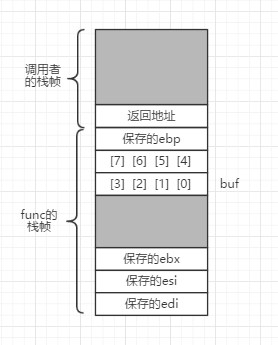 调用者
的栈帧
返回地址
保存的ebp
[7] [6] [5] [4]
[3] [2] [1] [0]
buf
func的
栈帧
保存的ebx
保存的esi
保存的edi